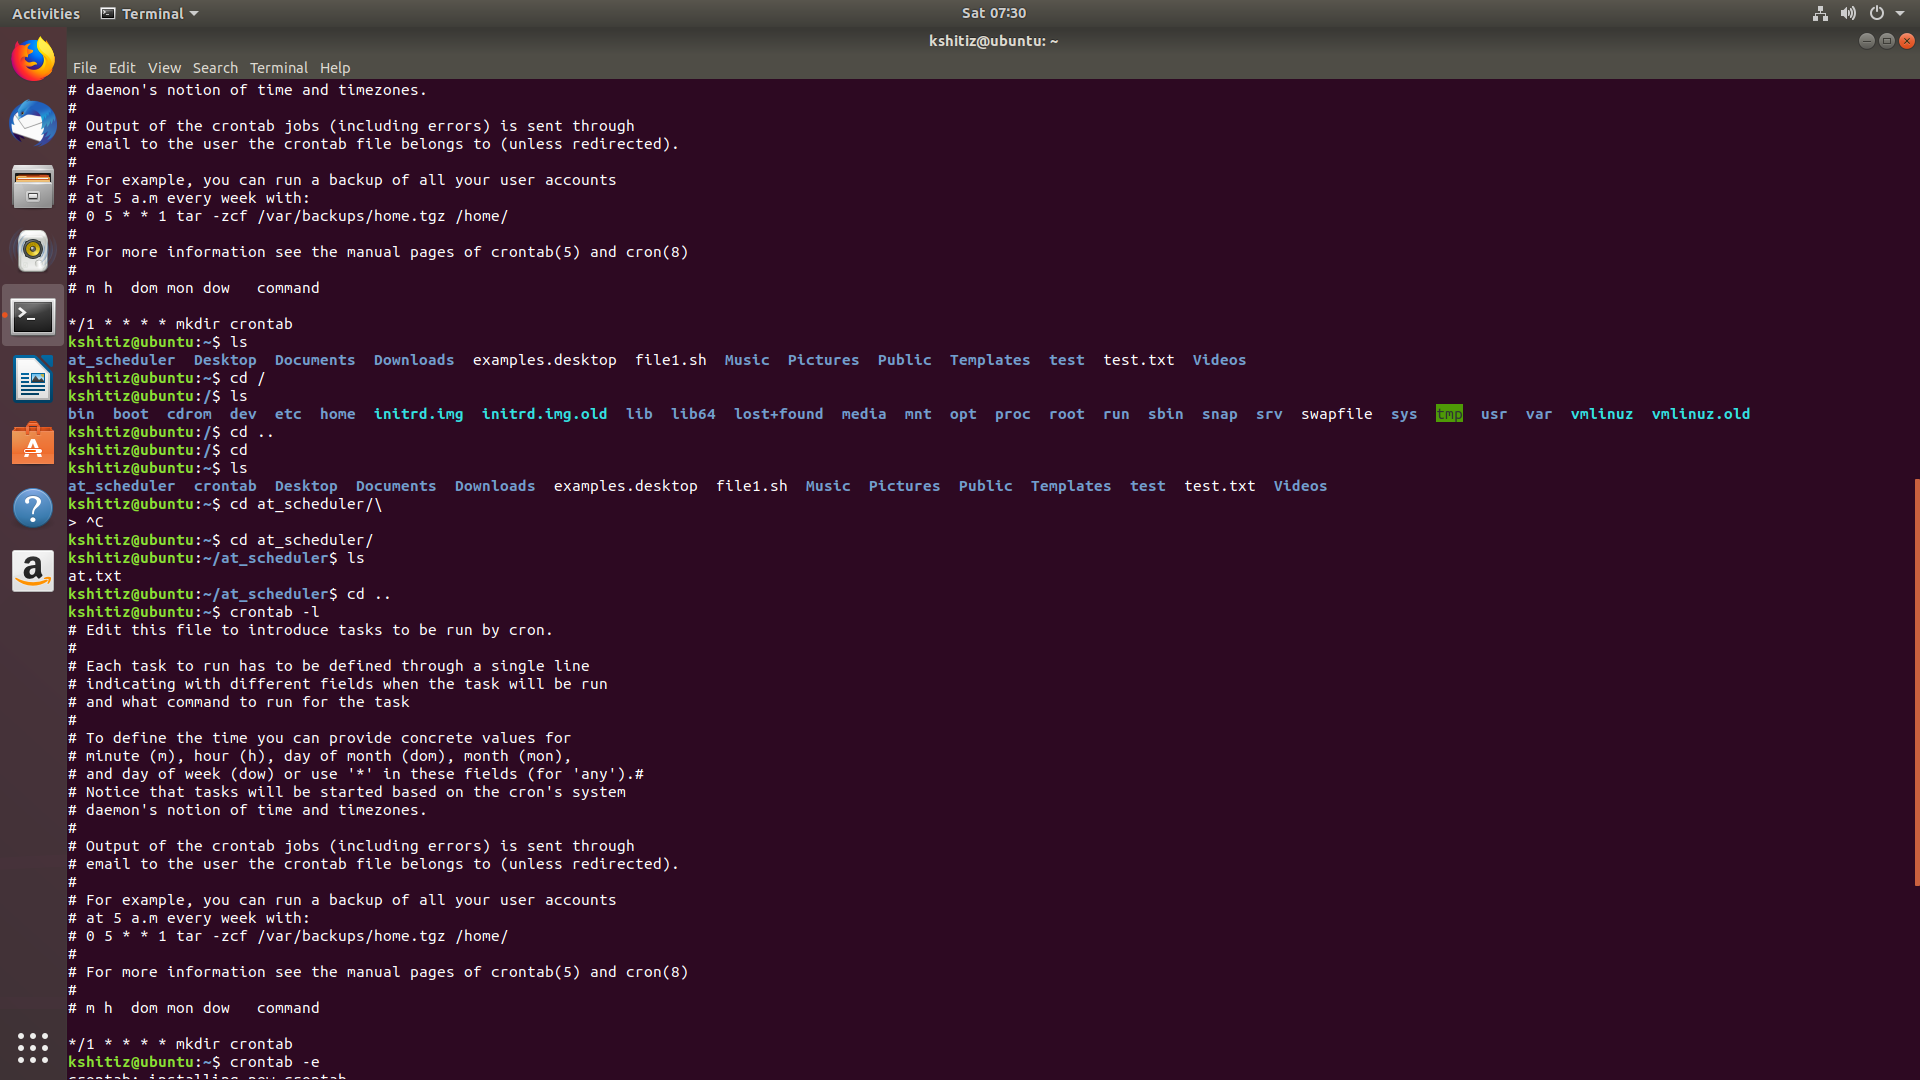 Activities Terminal Sat 07:30
kshitiz@ubuntu: ~
File Edit View Search Terminal Help
# daemon's notion of time and timezones.
#
# Output of the crontab jobs (including errors) is sent through
# email to the user the crontab file belongs to (unless redirected).
#
# For example, you can run a backup of all your user accounts
# at 5 a.m every week with:
# 0 5 * * 1 tar -zcf /var/backups/home.tgz /home/
#
# For more information see the manual pages of crontab(5) and cron(8)
#
# m h  dom mon dow   command

*/1 * * * * mkdir crontab
kshitiz@ubuntu:~$ ls
at_scheduler  Desktop  Documents  Downloads  examples.desktop  file1.sh  Music  Pictures  Public  Templates  test  test.txt  Videos
kshitiz@ubuntu:~$ cd /
kshitiz@ubuntu:/$ ls
bin  boot  cdrom  dev  etc  home  initrd.img  initrd.img.old  lib  lib64  lost+found  media  mnt  opt  proc  root  run  sbin  snap  srv  swapfile  sys  tmp  usr  var  vmlinuz  vmlinuz.old
kshitiz@ubuntu:/$ cd ..
kshitiz@ubuntu:/$ cd
kshitiz@ubuntu:~$ ls
at_scheduler  crontab  Desktop  Documents  Downloads  examples.desktop  file1.sh  Music  Pictures  Public  Templates  test  test.txt  Videos
kshitiz@ubuntu:~$ cd at_scheduler/\
> ^C
kshitiz@ubuntu:~$ cd at_scheduler/
kshitiz@ubuntu:~/at_scheduler$ ls
at.txt
kshitiz@ubuntu:~/at_scheduler$ cd ..
kshitiz@ubuntu:~$ crontab -l
# Edit this file to introduce tasks to be run by cron.
#
# Each task to run has to be defined through a single line
# indicating with different fields when the task will be run
# and what command to run for the task
#
# To define the time you can provide concrete values for
# minute (m), hour (h), day of month (dom), month (mon),
# and day of week (dow) or use '*' in these fields (for 'any').#
# Notice that tasks will be started based on the cron's system
# daemon's notion of time and timezones.
#
# Output of the crontab jobs (including errors) is sent through
# email to the user the crontab file belongs to (unless redirected).
#
# For example, you can run a backup of all your user accounts
# at 5 a.m every week with:
# 0 5 * * 1 tar -zcf /var/backups/home.tgz /home/
#
# For more information see the manual pages of crontab(5) and cron(8)
#
# m h  dom mon dow   command

*/1 * * * * mkdir crontab
kshitiz@ubuntu:~$ crontab -e
crontab: installing new crontab